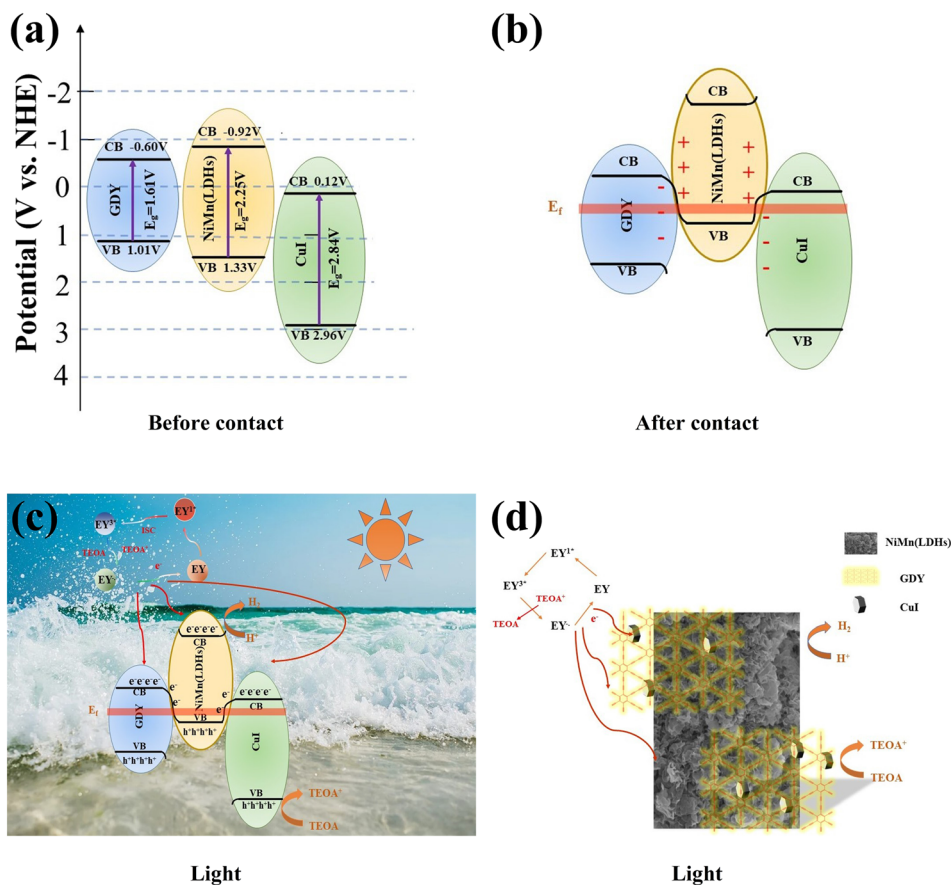 (a)
Potential (V vs. NHE)
-2
-1
0
1
2
3
4
CB -0.60V
GDY
Eg=1.61V
VB 1.01V
CB -0.92V
NiMn(LDHs)
Eg=2.25V
VB 1.33V
CB 0.12V
CuI
Eg=2.84V
VB 2.96V
Before contact
(b)
CB
GDY
VB
Ef
NiMn(LDHs)
+ +
+ +
+ +
VB
CB
CuI
VB
- -
- -
- -
After contact
(c)
EY³⁺
ISC
EY¹⁺
TEOA
TEOA⁺
EY
e⁻
EY
H₂
H⁺
e⁻e⁻e⁻e⁻
CB
NiMn(LDHs)
VB
h⁺h⁺h⁺h⁺
e⁻e⁻e⁻e⁻
CB
e⁻
e⁻
Ef
GDY
VB
h⁺h⁺h⁺h⁺
e⁻
e
e⁻e⁻e⁻e⁻
CB
CuI
VB
h⁺h⁺h⁺h⁺
TEOA⁺
TEOA
Light
(d)
EY¹⁺
EY³⁺
EY
TEOA⁺
TEOA
EY⁻
e⁻
NiMn(LDHs)
GDY
CuI
H₂
H⁺
TEOA⁺
TEOA
Light